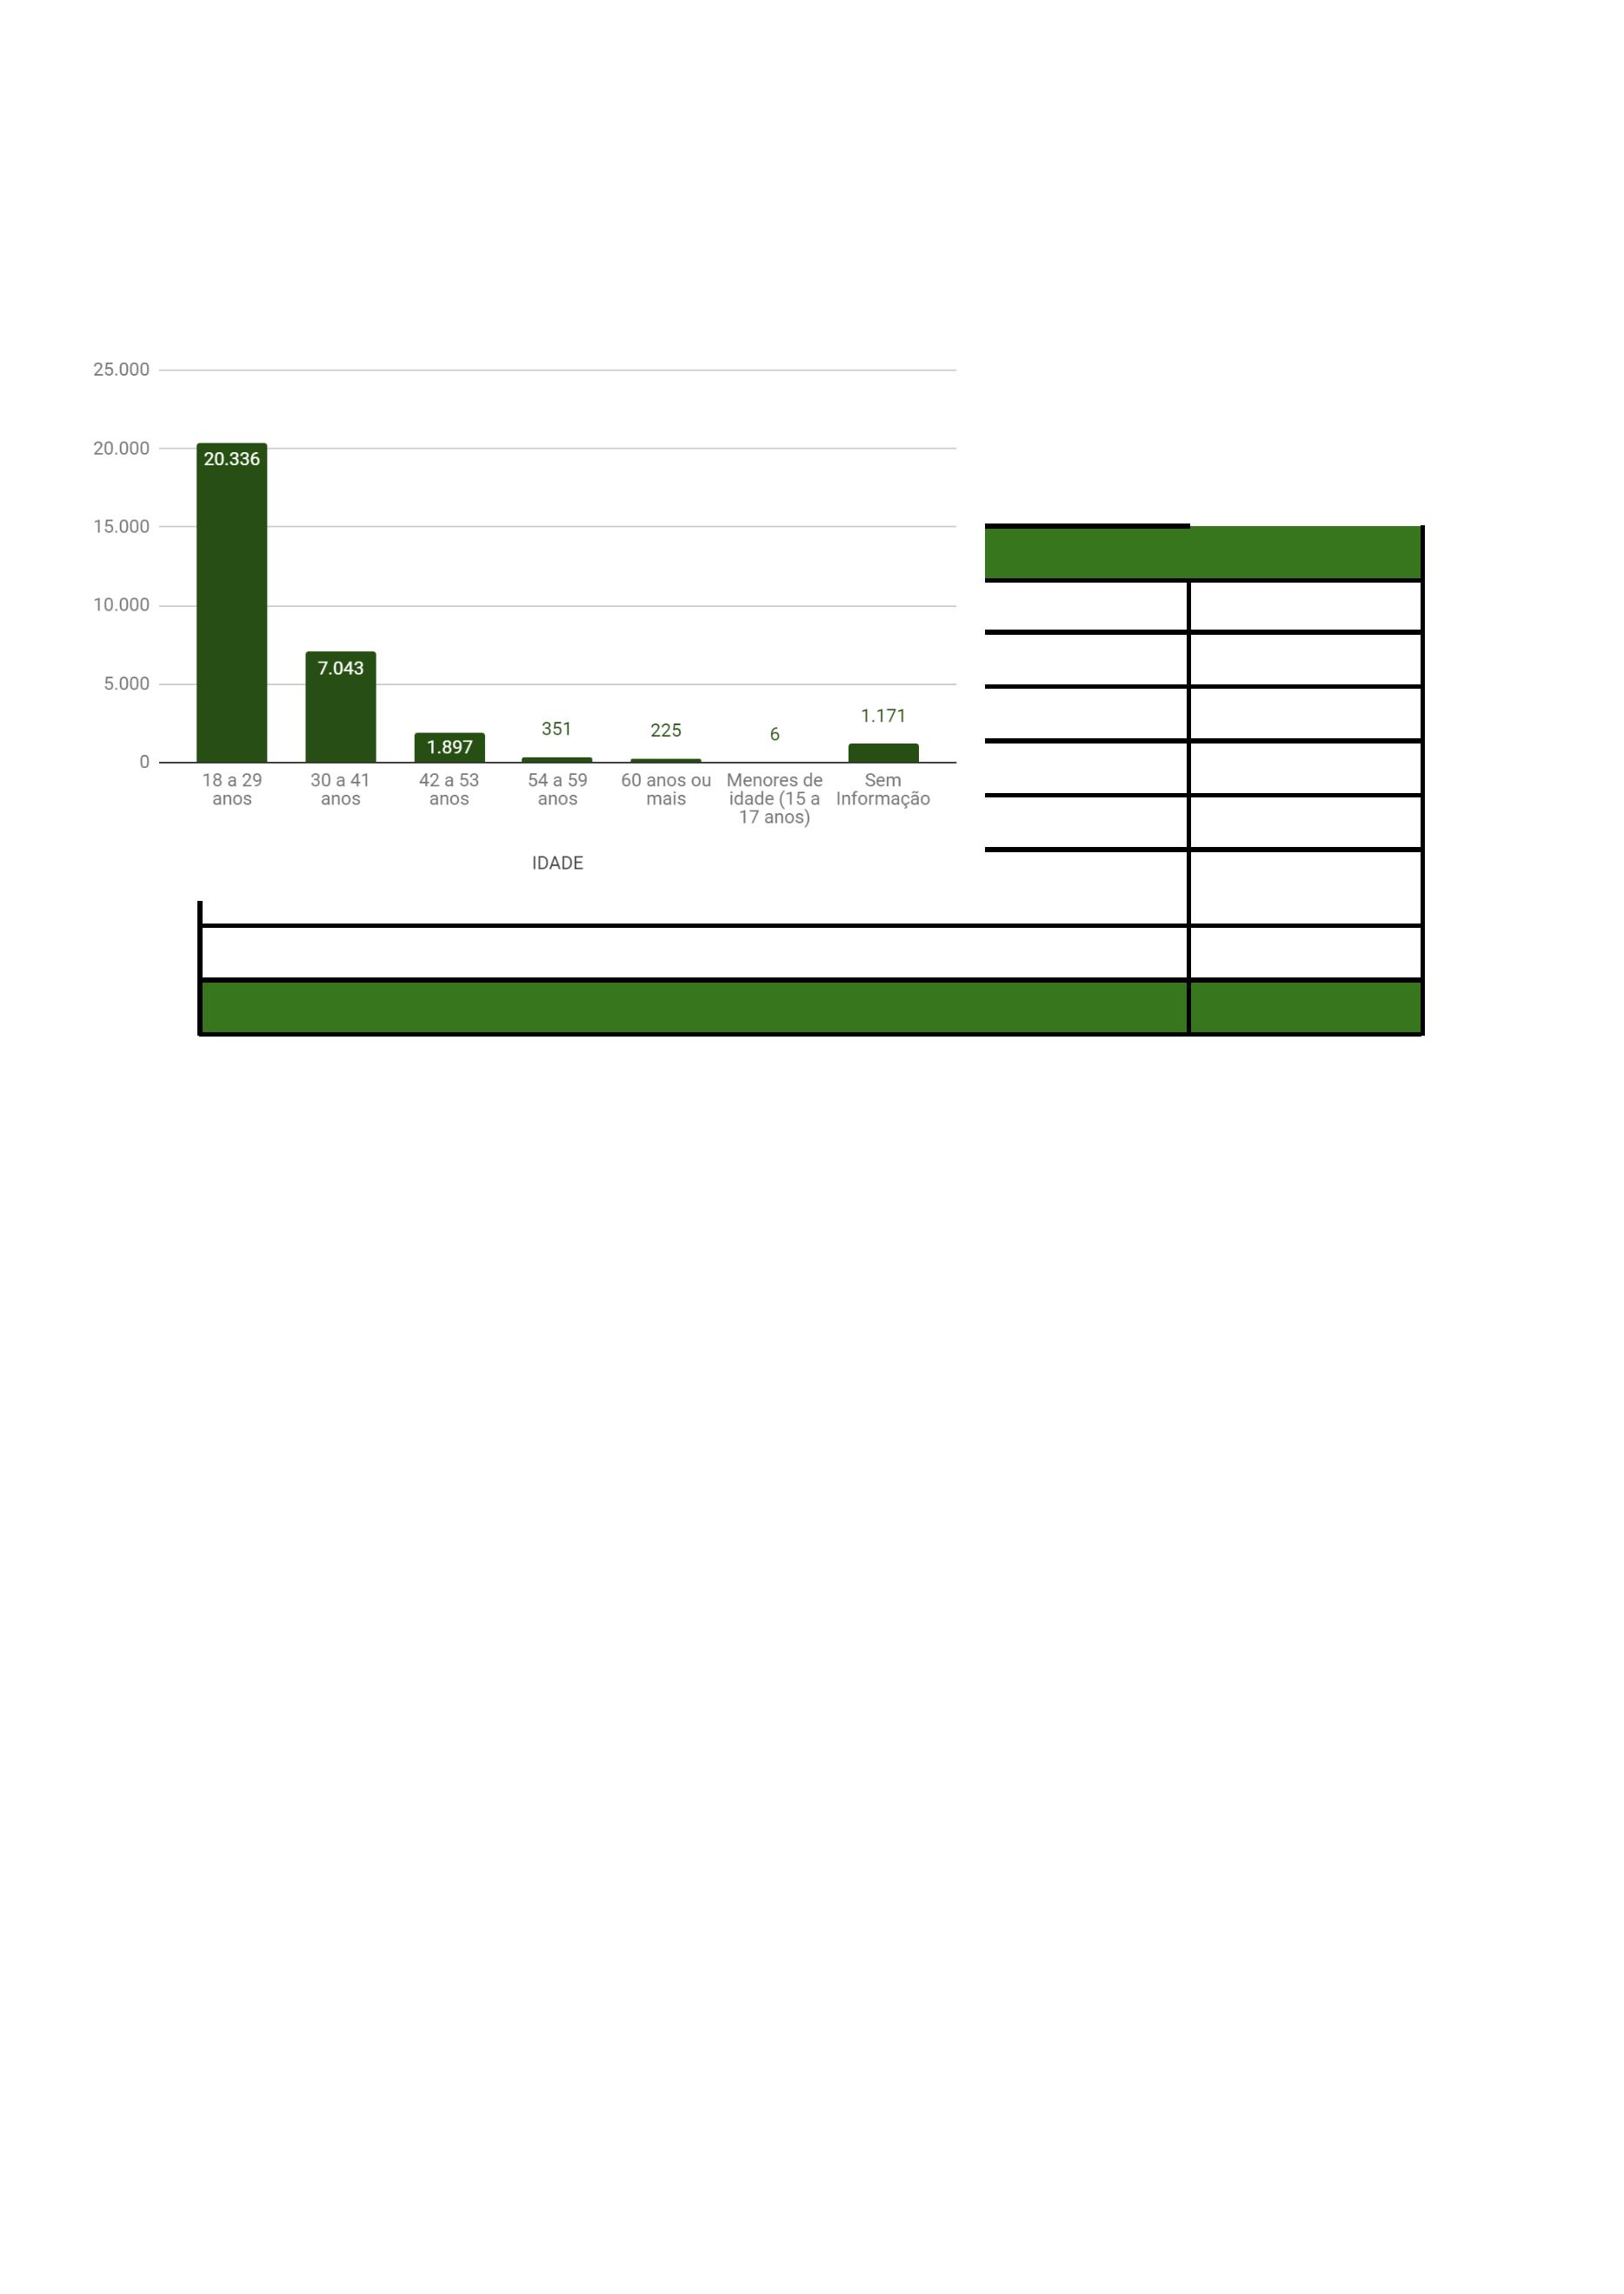 25.000
20.000
15.000
10.000
5.000
0
20.336
7.043
1.897
351
225
6
1.171
18 a 29
anos
30 a 41
anos
42 a 53
anos
54 a 59
anos
60 anos ou
mais
Menores de
idade (15 a
17 anos)
Sem
Informação
IDADE